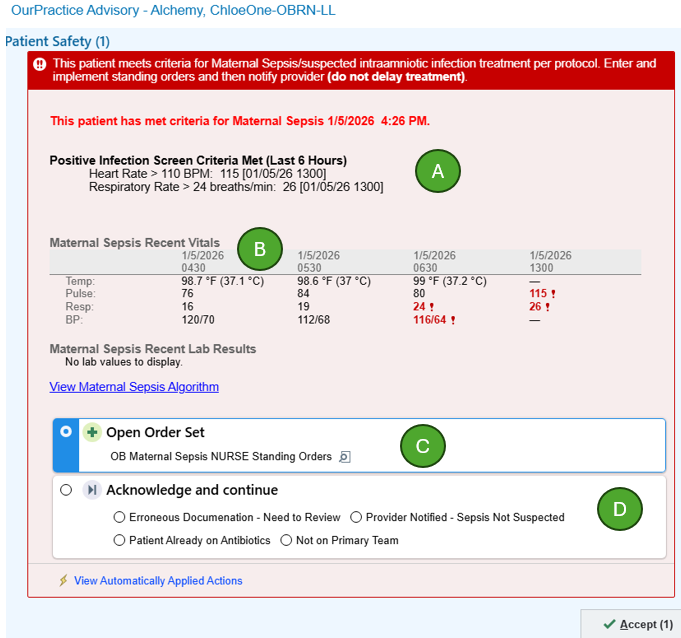 OurPractice Advisory - Alchemy, ChloeOne-OBRN-LL
Patient Safety (1)
This patient meets criteria for Maternal Sepsis/suspected intraamniotic infection treatment per protocol. Enter and
implement standing orders and then notify provider (do not delay treatment).
This patient has met criteria for Maternal Sepsis 1/5/2026 4:26 PM.
Positive Infection Screen Criteria Met (Last 6 Hours)
Heart Rate > 110 BPM: 115 [01/05/26 1300]
Respiratory Rate > 24 breaths/min: 26 [01/05/26 1300]
A
Maternal Sepsis Recent Vitals
B
1/5/2026 1/5/2026 1/5/2026 1/5/2026
0430 0530 0630 1300
Temp: 98.7 °F (37.1 °C) 98.6 °F (37 °C) 99 °F (37.2 °C) —
Pulse: 76 84 80 115 !
Resp: 16 19 24 ! 26 !
BP: 120/70 112/68 116/64 ! —
Maternal Sepsis Recent Lab Results
No lab values to display.
View Maternal Sepsis Algorithm
Open Order Set
OB Maternal Sepsis NURSE Standing Orders
C
Acknowledge and continue
D
Erroneous Documenation - Need to Review Provider Notified - Sepsis Not Suspected
Patient Already on Antibiotics Not on Primary Team
View Automatically Applied Actions
Accept (1)